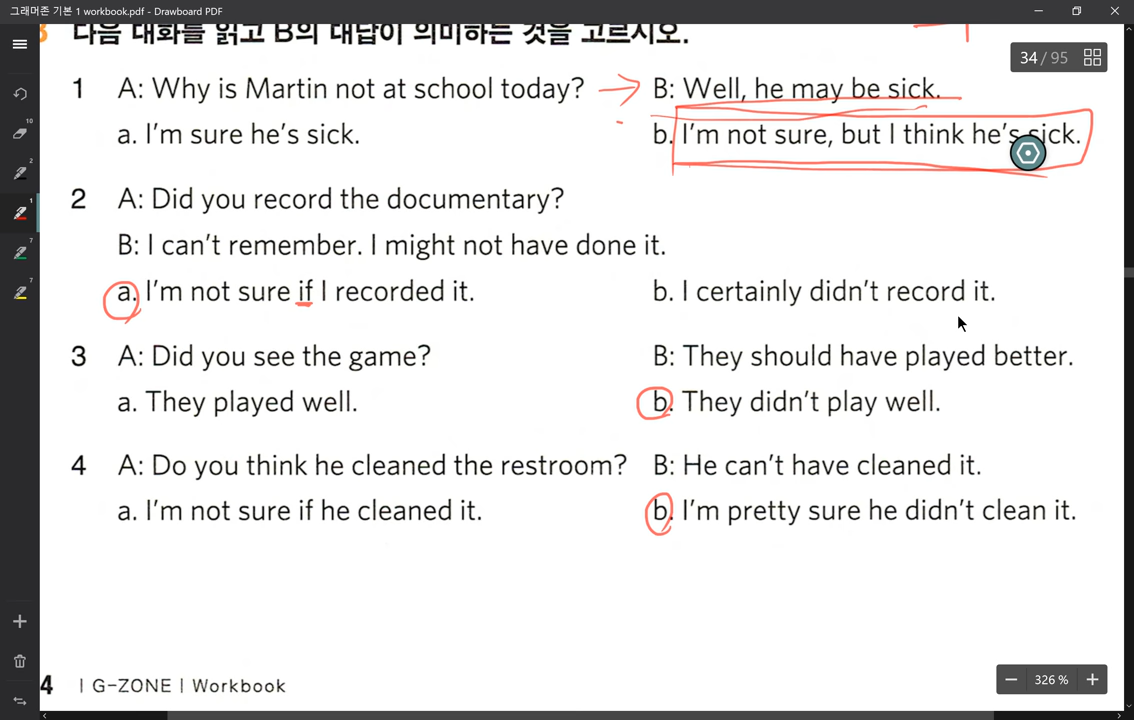 그래머존 기본 1 workbook.pdf - Drawboard PDF
다음 대화를 읽고 B의 대답이 의미하는 것을 고르시오.
34 / 95
1 A: Why is Martin not at school today? B: Well, he may be sick.
a. I'm sure he's sick. b. I'm not sure, but I think he's sick.
2 A: Did you record the documentary?
B: I can't remember. I might not have done it.
a. I'm not sure if I recorded it. b. I certainly didn't record it.
3 A: Did you see the game? B: They should have played better.
a. They played well. b. They didn't play well.
4 A: Do you think he cleaned the restroom? B: He can't have cleaned it.
a. I'm not sure if he cleaned it. b. I'm pretty sure he didn't clean it.
4 | G-ZONE | Workbook
326 %
10
2
1
7
7